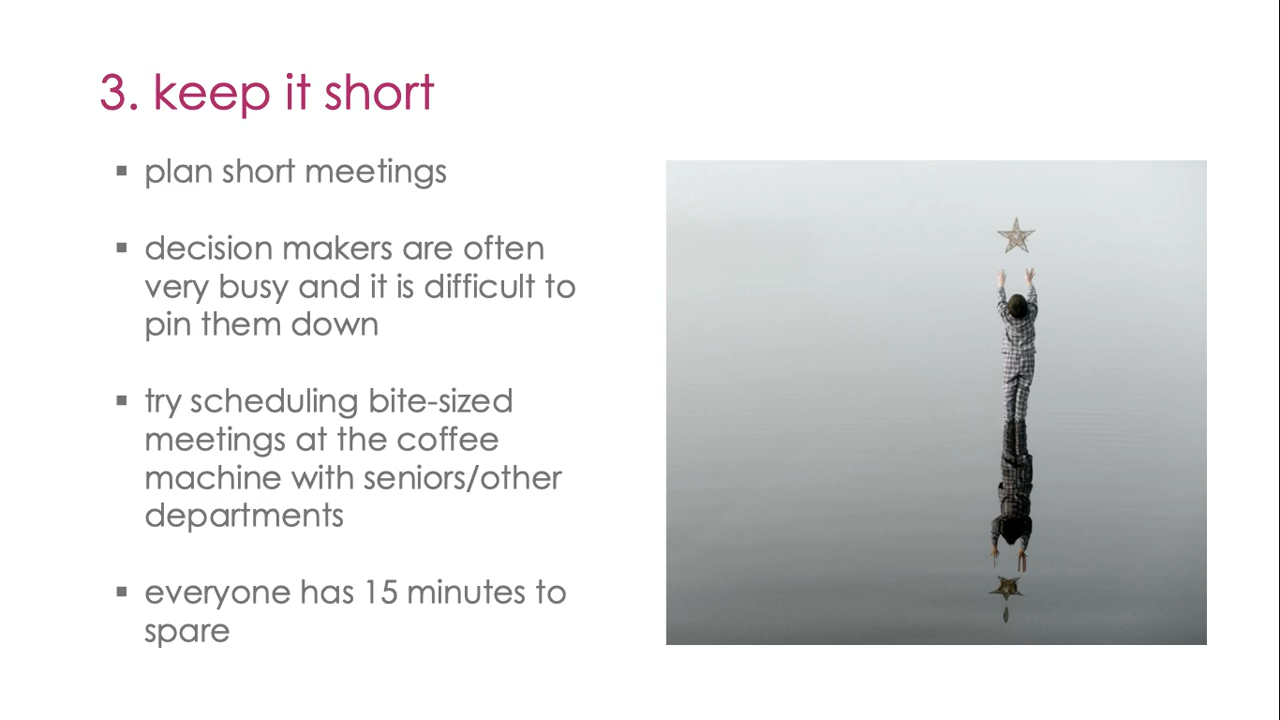 3. keep it short
▪ plan short meetings
▪ decision makers are often
very busy and it is difficult to
pin them down
▪ try scheduling bite-sized
meetings at the coffee
machine with seniors/other
departments
▪ everyone has 15 minutes to
spare